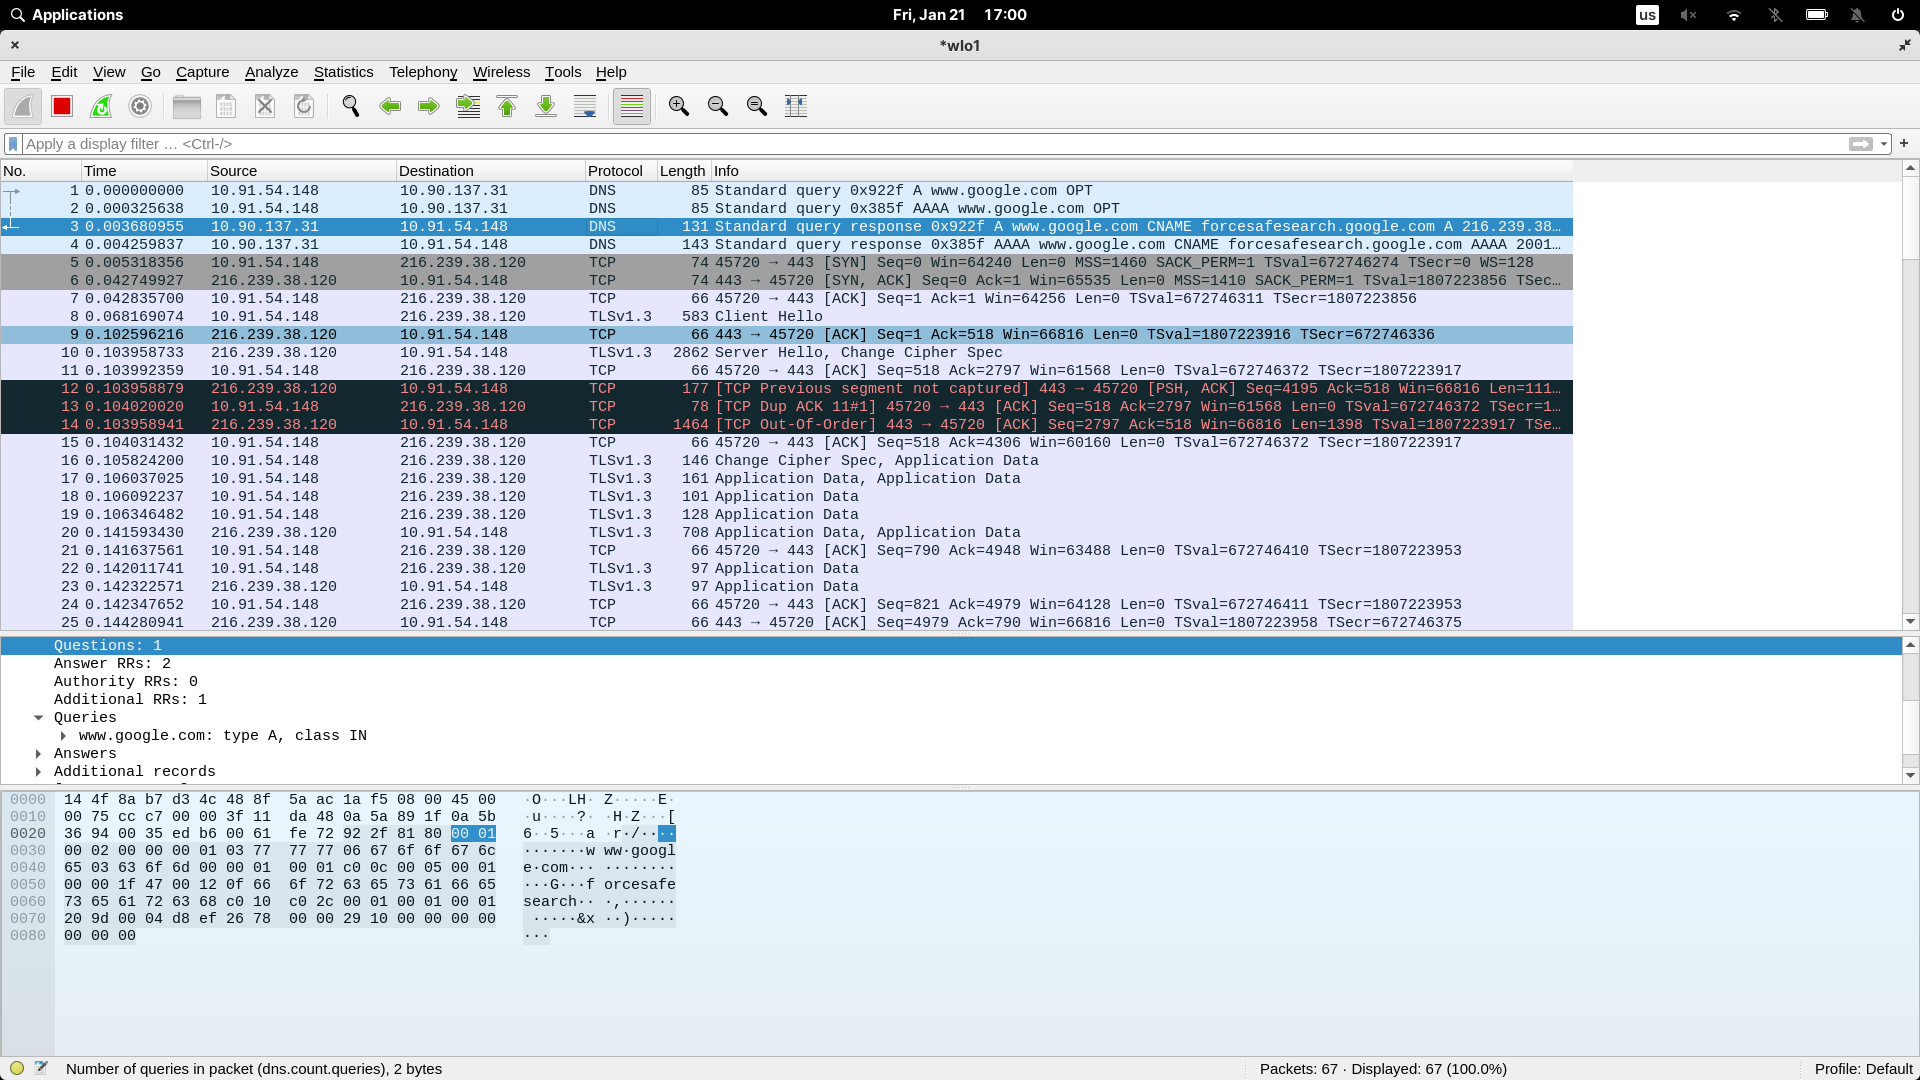 Applications
Fri, Jan 21 17:00
us
*wlo1
File Edit View Go Capture Analyze Statistics Telephony Wireless Tools Help
Apply a display filter … <Ctrl-/>
No. Time Source Destination Protocol Length Info
1 0.000000000 10.91.54.148 10.90.137.31 DNS 85 Standard query 0x922f A www.google.com OPT
2 0.000325638 10.91.54.148 10.90.137.31 DNS 85 Standard query 0x385f AAAA www.google.com OPT
3 0.003680955 10.90.137.31 10.91.54.148 DNS 131 Standard query response 0x922f A www.google.com CNAME forcesafesearch.google.com A 216.239.38…
4 0.004259837 10.90.137.31 10.91.54.148 DNS 143 Standard query response 0x385f AAAA www.google.com CNAME forcesafesearch.google.com AAAA 2001…
5 0.005318356 10.91.54.148 216.239.38.120 TCP 74 45720 → 443 [SYN] Seq=0 Win=64240 Len=0 MSS=1460 SACK_PERM=1 TSval=672746274 TSecr=0 WS=128
6 0.042749927 216.239.38.120 10.91.54.148 TCP 74 443 → 45720 [SYN, ACK] Seq=0 Ack=1 Win=65535 Len=0 MSS=1410 SACK_PERM=1 TSval=1807223856 TSec…
7 0.042835700 10.91.54.148 216.239.38.120 TCP 66 45720 → 443 [ACK] Seq=1 Ack=1 Win=64256 Len=0 TSval=672746311 TSecr=1807223856
8 0.068169074 10.91.54.148 216.239.38.120 TLSv1.3 583 Client Hello
9 0.102596216 216.239.38.120 10.91.54.148 TCP 66 443 → 45720 [ACK] Seq=1 Ack=518 Win=66816 Len=0 TSval=1807223916 TSecr=672746336
10 0.103958733 216.239.38.120 10.91.54.148 TLSv1.3 2862 Server Hello, Change Cipher Spec
11 0.103992359 10.91.54.148 216.239.38.120 TCP 66 45720 → 443 [ACK] Seq=518 Ack=2797 Win=61568 Len=0 TSval=672746372 TSecr=1807223917
12 0.103958879 216.239.38.120 10.91.54.148 TCP 177 [TCP Previous segment not captured] 443 → 45720 [PSH, ACK] Seq=4195 Ack=518 Win=66816 Len=111…
13 0.104020020 10.91.54.148 216.239.38.120 TCP 78 [TCP Dup ACK 11#1] 45720 → 443 [ACK] Seq=518 Ack=2797 Win=61568 Len=0 TSval=672746372 TSecr=1…
14 0.103958941 216.239.38.120 10.91.54.148 TCP 1464 [TCP Out-Of-Order] 443 → 45720 [ACK] Seq=2797 Ack=518 Win=66816 Len=1398 TSval=1807223917 TSe…
15 0.104031432 10.91.54.148 216.239.38.120 TCP 66 45720 → 443 [ACK] Seq=518 Ack=4306 Win=60160 Len=0 TSval=672746372 TSecr=1807223917
16 0.105824200 10.91.54.148 216.239.38.120 TLSv1.3 146 Change Cipher Spec, Application Data
17 0.106037025 10.91.54.148 216.239.38.120 TLSv1.3 161 Application Data, Application Data
18 0.106092237 10.91.54.148 216.239.38.120 TLSv1.3 101 Application Data
19 0.106346482 10.91.54.148 216.239.38.120 TLSv1.3 128 Application Data
20 0.141593430 216.239.38.120 10.91.54.148 TLSv1.3 708 Application Data, Application Data
21 0.141637561 10.91.54.148 216.239.38.120 TCP 66 45720 → 443 [ACK] Seq=790 Ack=4948 Win=63488 Len=0 TSval=672746410 TSecr=1807223953
22 0.142011741 10.91.54.148 216.239.38.120 TLSv1.3 97 Application Data
23 0.142322571 216.239.38.120 10.91.54.148 TLSv1.3 97 Application Data
24 0.142347652 10.91.54.148 216.239.38.120 TCP 66 45720 → 443 [ACK] Seq=821 Ack=4979 Win=64128 Len=0 TSval=672746411 TSecr=1807223953
25 0.144280941 216.239.38.120 10.91.54.148 TCP 66 443 → 45720 [ACK] Seq=4979 Ack=790 Win=66816 Len=0 TSval=1807223958 TSecr=672746375
Questions: 1
Answer RRs: 2
Authority RRs: 0
Additional RRs: 1
Queries
www.google.com: type A, class IN
Answers
Additional records
0000 14 4f 8a b7 d3 4c 48 8f 5a ac 1a f5 08 00 45 00 ·O···LH· Z·····E·
0010 00 75 cc c7 00 00 3f 11 da 48 0a 5a 89 1f 0a 5b ·u····?· ·H·Z···[
0020 36 94 00 35 ed b6 00 61 fe 72 92 2f 81 80 00 01 6··5···a ·r·/····
0030 00 02 00 00 00 01 03 77 77 77 06 67 6f 6f 67 6c ·······w ww·googl
0040 65 03 63 6f 6d 00 00 01 00 01 c0 0c 00 05 00 01 e·com··· ········
0050 00 00 1f 47 00 12 0f 66 6f 72 63 65 73 61 66 65 ···G···f orcesafe
0060 73 65 61 72 63 68 c0 10 c0 2c 00 01 00 01 00 01 search·· ·,······
0070 20 9d 00 04 d8 ef 26 78 00 00 29 10 00 00 00 00 ·····&x ··)·····
0080 00 00 00 ···
Number of queries in packet (dns.count.queries), 2 bytes
Packets: 67 · Displayed: 67 (100.0%)
Profile: Default